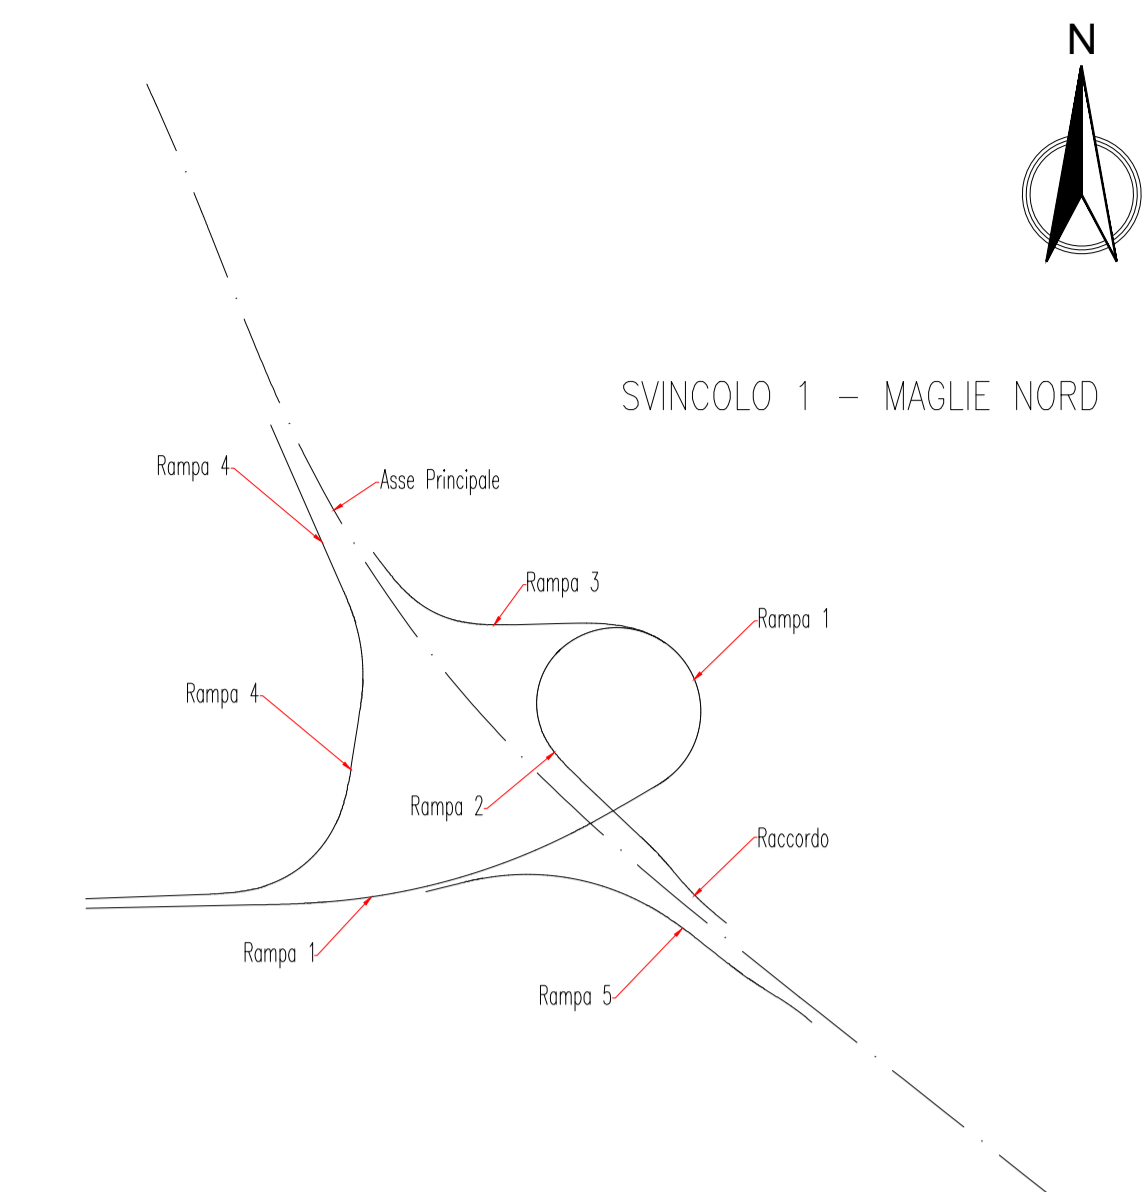 N
SVINCOLO 1 - MAGLIE NORD
Rampa 4
Asse Principale
Rampa 3
Rampa 1
Rampa 4
Rampa 2
Raccordo
Rampa 1
Rampa 5